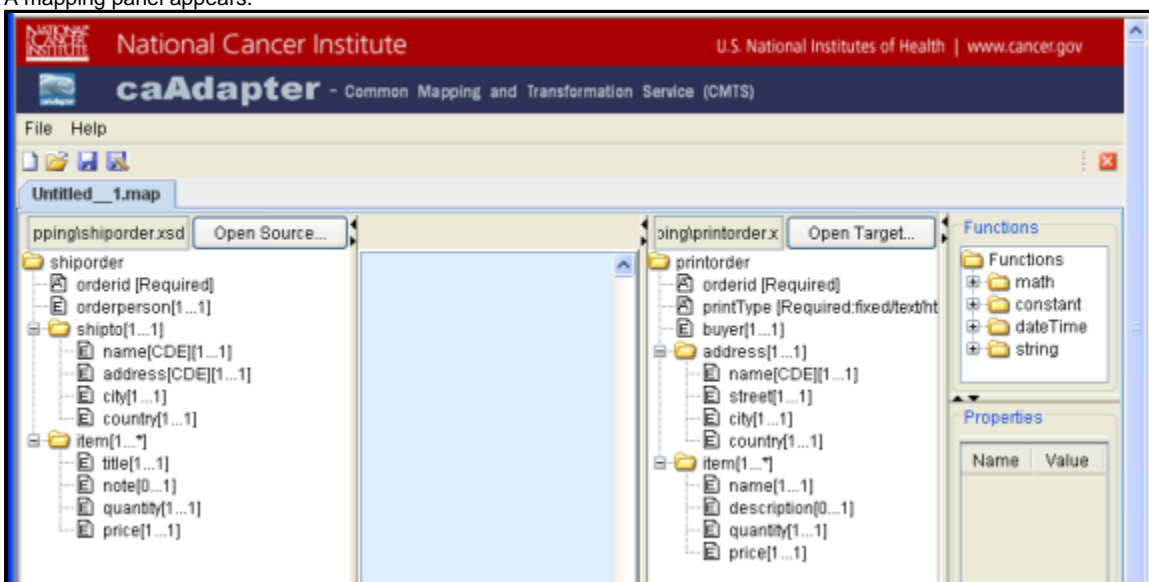 A mapping panel appears.
NATIONAL CANCER INSTITUTE
National Cancer Institute
U.S. National Institutes of Health | www.cancer.gov
caAdapter - Common Mapping and Transformation Service (CMTS)
File Help
Untitled__1.map
pping\shiporder.xsd
Open Source...
ping\printorder.x
Open Target...
shiporder
orderid [Required]
orderperson[1...1]
shipto[1...1]
name[CDE][1...1]
address[CDE][1...1]
city[1...1]
country[1...1]
item[1...*]
title[1...1]
note[0...1]
quantity[1...1]
price[1...1]
printorder
orderid [Required]
printType [Required:fixed/text/ht
buyer[1...1]
address[1...1]
name[CDE][1...1]
street[1...1]
city[1...1]
country[1...1]
item[1...*]
name[1...1]
description[0...1]
quantity[1...1]
price[1...1]
Functions
Functions
math
constant
dateTime
string
Properties
Name Value